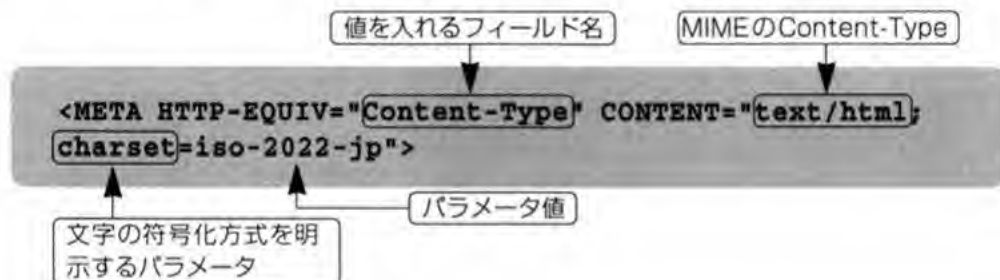 値を入れるフィールド名
MIMEのContent-Type
<META HTTP-EQUIV="Content-Type" CONTENT="text/html;
charset=iso-2022-jp">
パラメータ値
文字の符号化方式を明
示するパラメータ